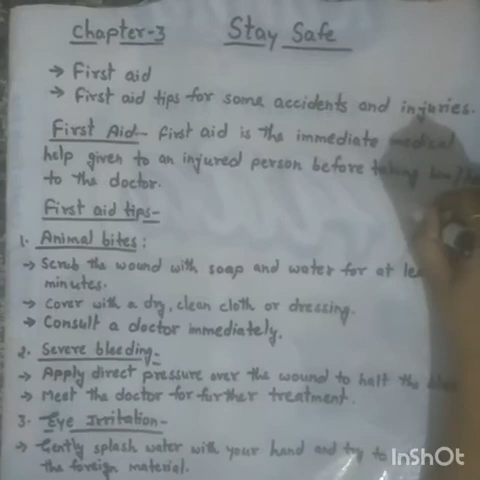 Chapter-3 Stay Safe
→ First aid
→ First aid tips for some accidents and injuries.
First Aid- First aid is the immediate medical
help given to an injured person before taking him/
to the doctor.
First aid tips-
1. Animal bites:
→ Scrub the wound with soap and water for at
minutes.
→ Cover with a dry, clean cloth or dressing.
→ Consult a doctor immediately.
2. Severe bleeding-
→ Apply direct pressure over the wound to halt the
→ Meet the doctor for further treatment.
3. Eye Irritation-
→ Gently splash water with your hand and try to
the foreign material.
InShOt